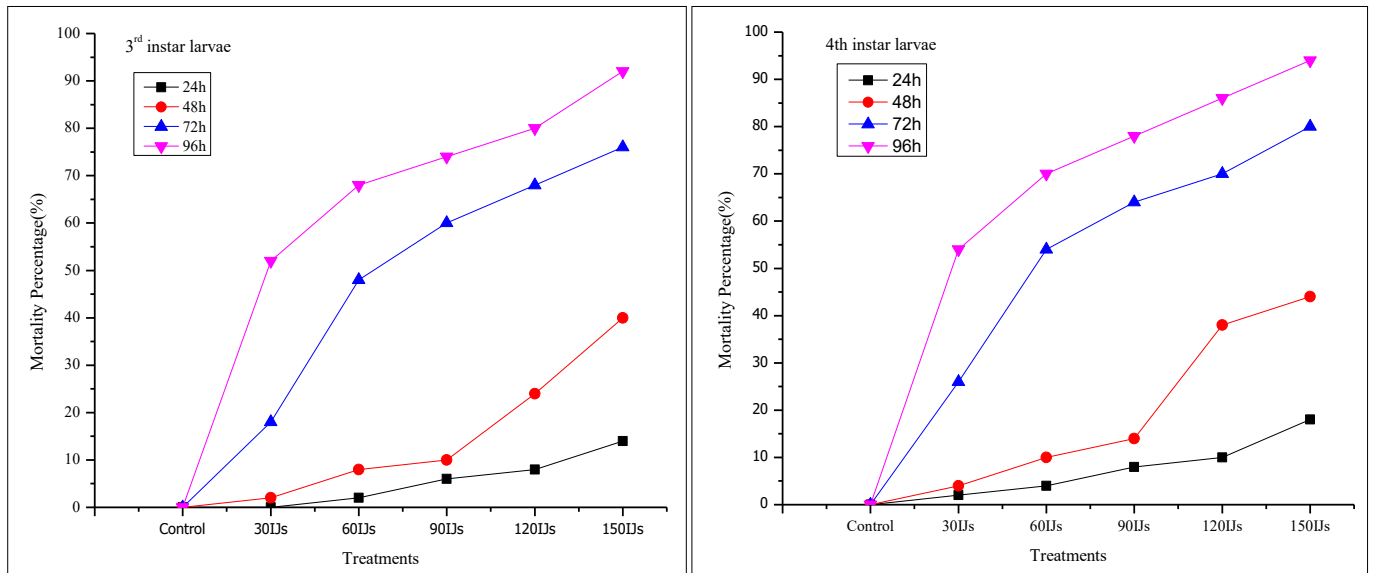 3rd instar larvae
24h
48h
72h
96h
Mortality Percentage(%)
100
90
80
70
60
50
40
30
20
10
0
Control 30IJs 60IJs 90IJs 120IJs 150IJs
Treatments
4th instar larvae
24h
48h
72h
96h
Mortality Percentage(%)
100
90
80
70
60
50
40
30
20
10
0
Control 30IJs 60IJs 90IJs 120IJs 150IJs
Treatments